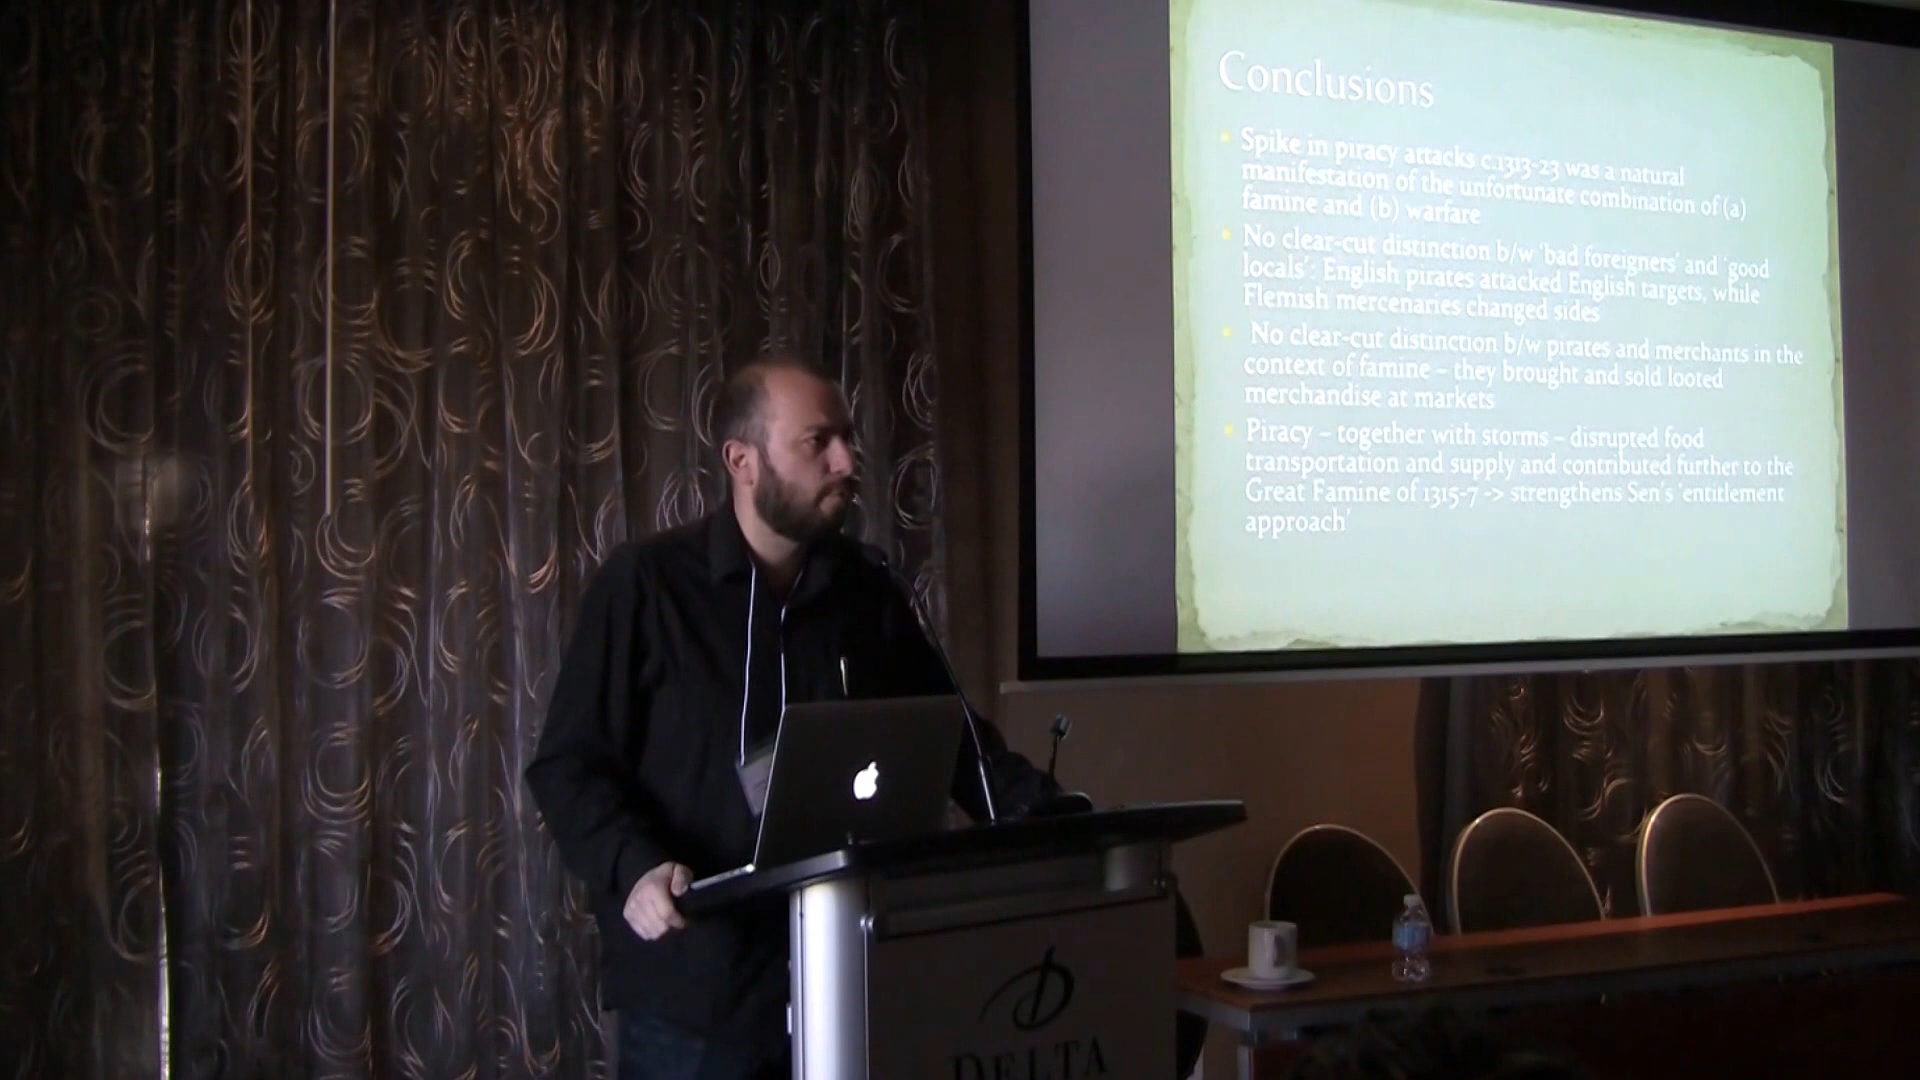 Conclusions
• Spike in piracy attacks c.1313-23 was a natural
manifestation of the unfortunate combination of (a)
famine and (b) warfare
• No clear-cut distinction b/w 'bad foreigners' and 'good
locals': English pirates attacked English targets, while
Flemish mercenaries changed sides
• No clear-cut distinction b/w pirates and merchants in the
context of famine – they brought and sold looted
merchandise at markets
• Piracy – together with storms – disrupted food
transportation and supply and contributed further to the
Great Famine of 1315-7 -> strengthens Sen's 'entitlement
approach'
DELTA